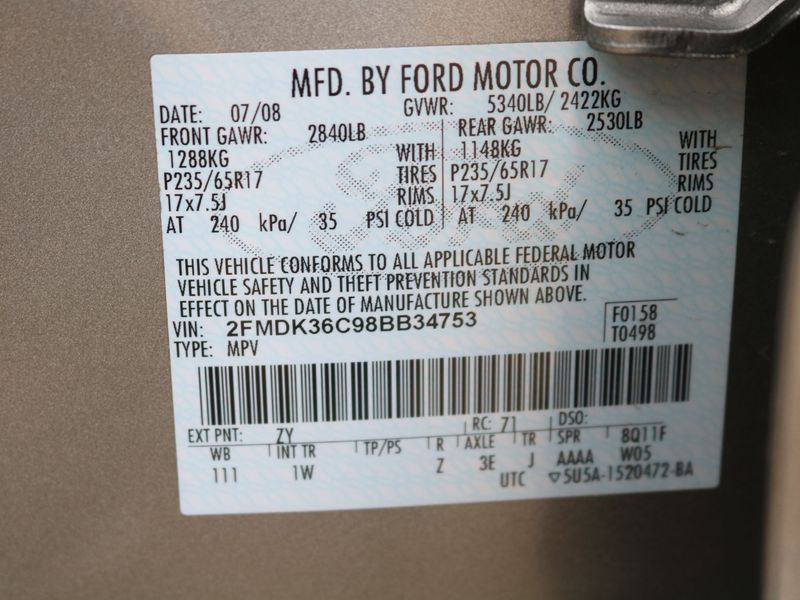 MFD. BY FORD MOTOR CO.
DATE: 07/08 GVWR: 5340LB/ 2422KG
FRONT GAWR: 2840LB REAR GAWR: 2530LB
1288KG WITH 1148KG WITH
P235/65R17 TIRES P235/65R17 TIRES
17x7.5J RIMS 17x7.5J RIMS
AT 240 kPa/ 35 PSI COLD AT 240 kPa/ 35 PSI COLD
THIS VEHICLE CONFORMS TO ALL APPLICABLE FEDERAL MOTOR
VEHICLE SAFETY AND THEFT PREVENTION STANDARDS IN
EFFECT ON THE DATE OF MANUFACTURE SHOWN ABOVE.
VIN: 2FMDK36C98BB34753 F0158
TYPE: MPV T0498
EXT PNT: ZY RC: 71 DSO:
WB INT TR TP/PS R AXLE TR SPR 8Q11F
111 1W Z 3E J AAAA W05
UTC ▽5U5A-1520472-BA